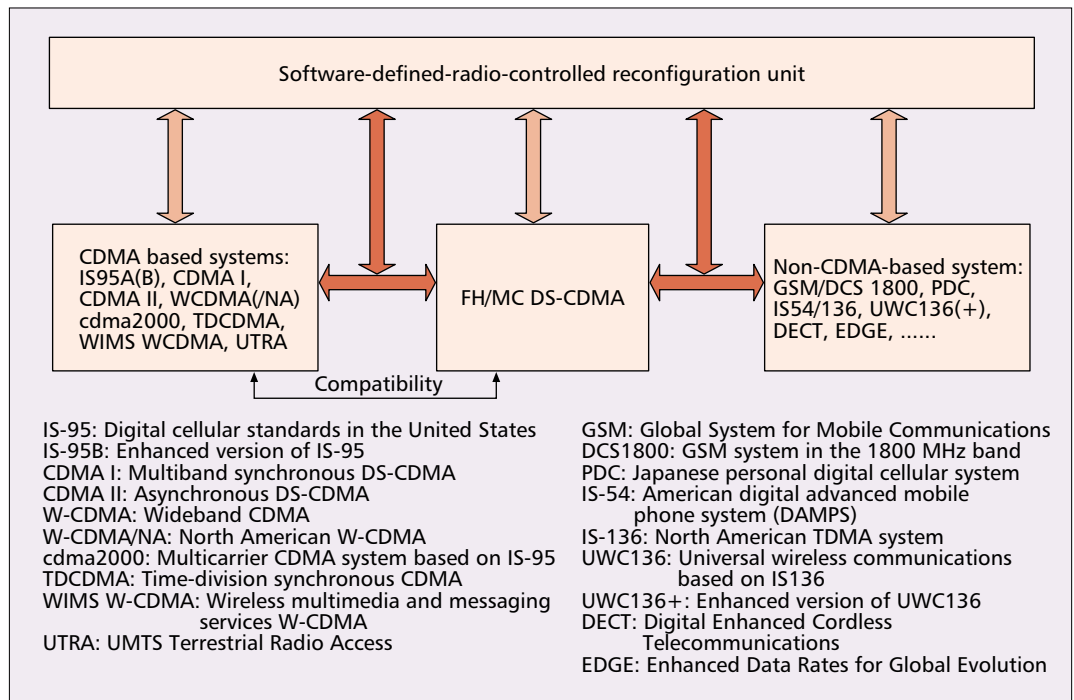 Software-defined-radio-controlled reconfiguration unit
CDMA based systems:
IS95A(B), CDMA I,
CDMA II, WCDMA(/NA)
cdma2000, TDCDMA,
WIMS WCDMA, UTRA
FH/MC DS-CDMA
Non-CDMA-based system:
GSM/DCS 1800, PDC,
IS54/136, UWC136(+),
DECT, EDGE, ......
Compatibility
IS-95: Digital cellular standards in the United States
IS-95B: Enhanced version of IS-95
CDMA I: Multiband synchronous DS-CDMA
CDMA II: Asynchronous DS-CDMA
W-CDMA: Wideband CDMA
W-CDMA/NA: North American W-CDMA
cdma2000: Multicarrier CDMA system based on IS-95
TDCDMA: Time-division synchronous CDMA
WIMS W-CDMA: Wireless multimedia and messaging
services W-CDMA
UTRA: UMTS Terrestrial Radio Access
GSM: Global System for Mobile Communications
DCS1800: GSM system in the 1800 MHz band
PDC: Japanese personal digital cellular system
IS-54: American digital advanced mobile
phone system (DAMPS)
IS-136: North American TDMA system
UWC136: Universal wireless communications
based on IS136
UWC136+: Enhanced version of UWC136
DECT: Digital Enhanced Cordless
Telecommunications
EDGE: Enhanced Data Rates for Global Evolution